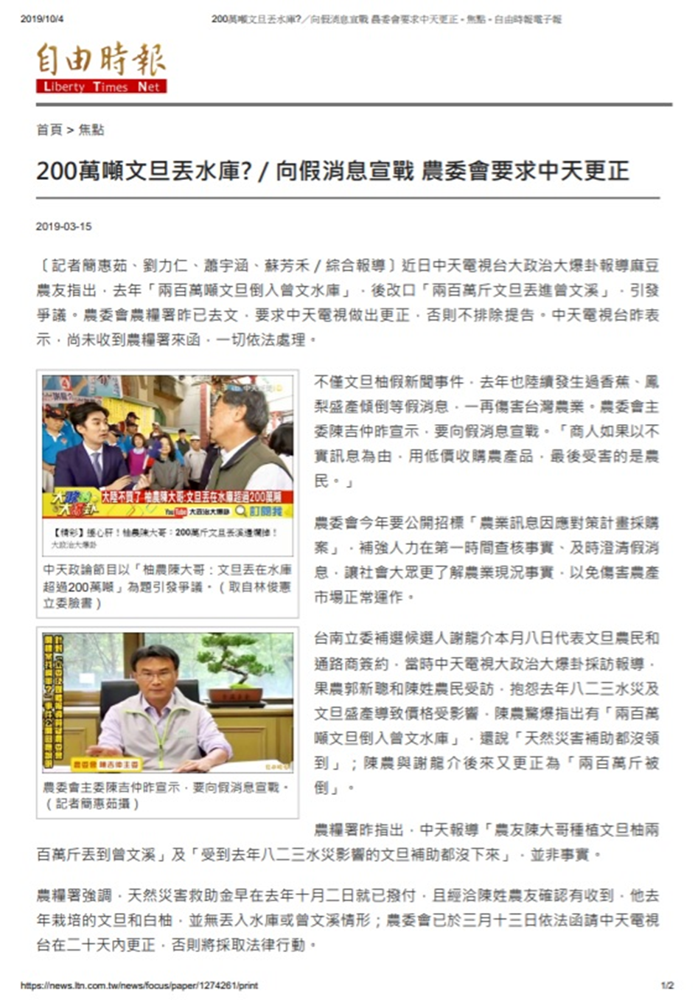 2019/10/4
200萬噸文旦丟水庫?／向假消息宣戰 農委會要求中天更正 - 焦點 - 自由時報電子報
自由時報
Liberty Times Net
首頁 > 焦點
200萬噸文旦丟水庫? / 向假消息宣戰 農委會要求中天更正
2019-03-15
〔記者簡惠茹、劉力仁、蕭宇涵、蘇芳禾／綜合報導〕近日中天電視台大政治大爆卦報導麻豆
農友指出，去年「兩百萬噸文旦倒入曾文水庫」，後改口「兩百萬斤文旦丟進曾文溪」，引發
爭議。農委會農糧署昨已去文，要求中天電視做出更正，否則不排除提告。中天電視台昨表
示，尚未收到農糧署來函，一切依法處理。
大陸不買了 柚農陳大哥:文旦丟在水庫超過200萬噸
大政治
大爆卦
YouTube 大政治大爆卦
訂閱我
【精彩】揪心肝！柚農陳大哥：200萬斤文旦丟溪邊爛掉！
大政治大爆卦
中天政論節目以「柚農陳大哥：文旦丟在水庫
超過200萬噸」為題引發爭議。（取自林俊憲
立委臉書）
農委會 陳吉仲主委
農委會主委陳吉仲昨宣示，要向假消息宣戰。
（記者簡惠茹攝）
不僅文旦柚假新聞事件，去年也陸續發生過香蕉、鳳
梨盛產傾倒等假消息，一再傷害台灣農業。農委會主
委陳吉仲昨宣示，要向假消息宣戰。「商人如果以不
實訊息為由，用低價收購農產品，最後受害的是農
民。」
農委會今年要公開招標「農業訊息因應對策計畫採購
案」，補強人力在第一時間查核事實、及時澄清假消
息，讓社會大眾更了解農業現況事實，以免傷害農產
市場正常運作。
台南立委補選候選人謝龍介本月八日代表文旦農民和
通路商簽約，當時中天電視大政治大爆卦採訪報導，
果農郭新聰和陳姓農民受訪，抱怨去年八二三水災及
文旦盛產導致價格受影響，陳農驚爆指出有「兩百萬
噸文旦倒入曾文水庫」，還說「天然災害補助都沒領
到」；陳農與謝龍介後來又更正為「兩百萬斤被
倒」。
農糧署昨指出，中天報導「農友陳大哥種植文旦柚兩
百萬斤丟到曾文溪」及「受到去年八二三水災影響的文旦補助都沒下來」，並非事實。
農糧署強調，天然災害救助金早在去年十月二日就已撥付，且經洽陳姓農友確認有收到，他去
年栽培的文旦和白柚，並無丟入水庫或曾文溪情形；農委會已於三月十三日依法函請中天電視
台在二十天內更正，否則將採取法律行動。
https://news.ltn.com.tw/news/focus/paper/1274261/print
1/2